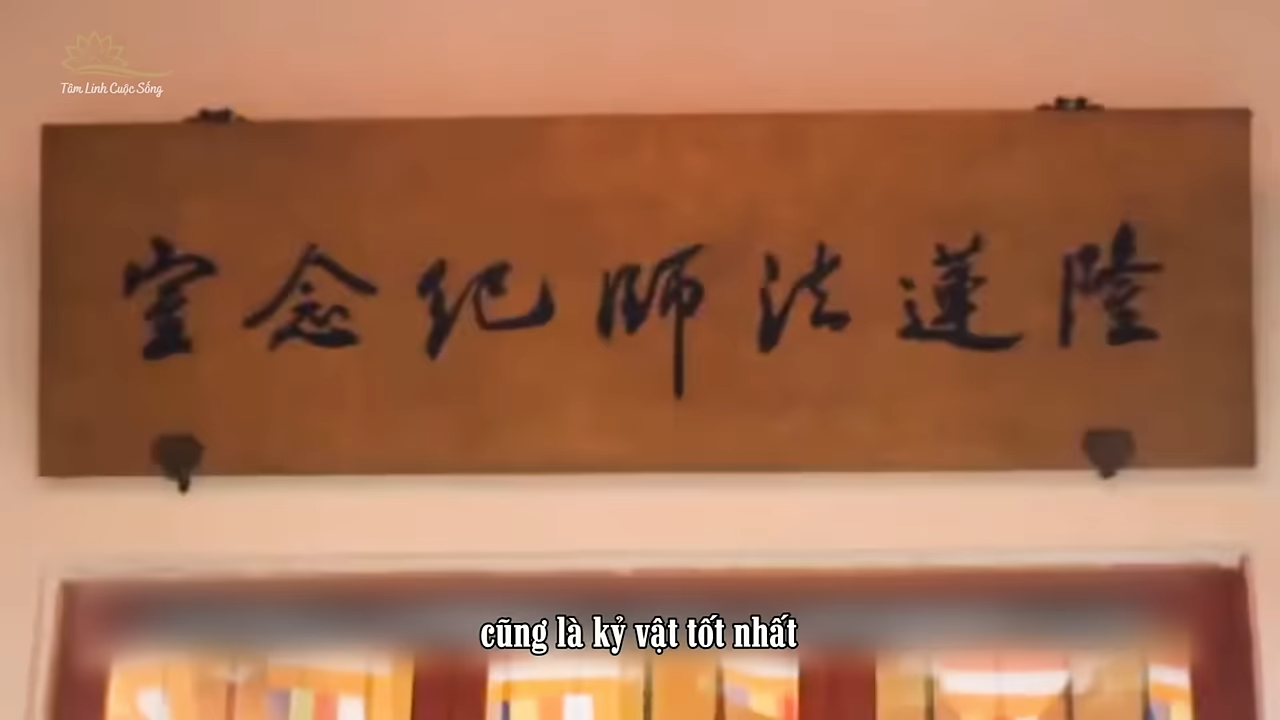 Tâm Linh Cuộc Sống
隆蓮法師紀念室
cũng là kỷ vật tốt nhất